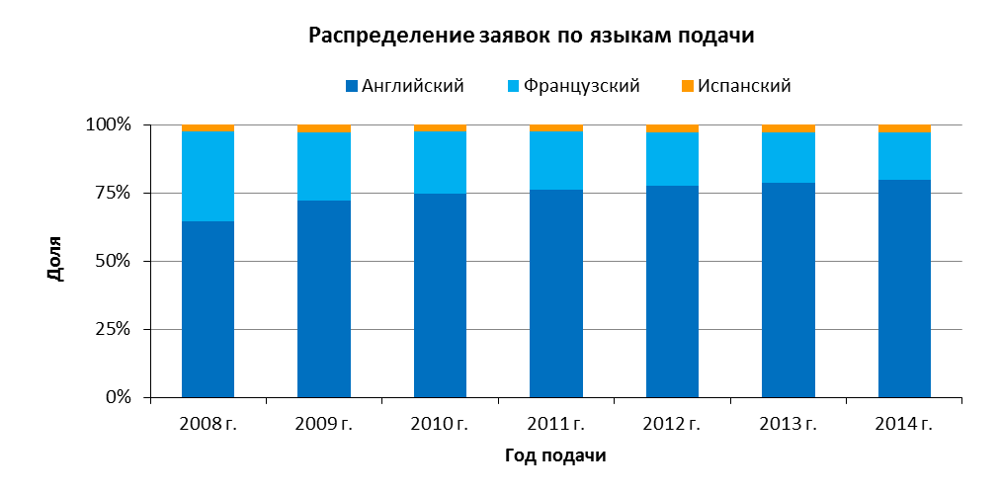 Распределение заявок по языкам подачи
Английский Французский Испанский
100%
75%
50%
25%
0%
Доля
2008 г. 2009 г. 2010 г. 2011 г. 2012 г. 2013 г. 2014 г.
Год подачи